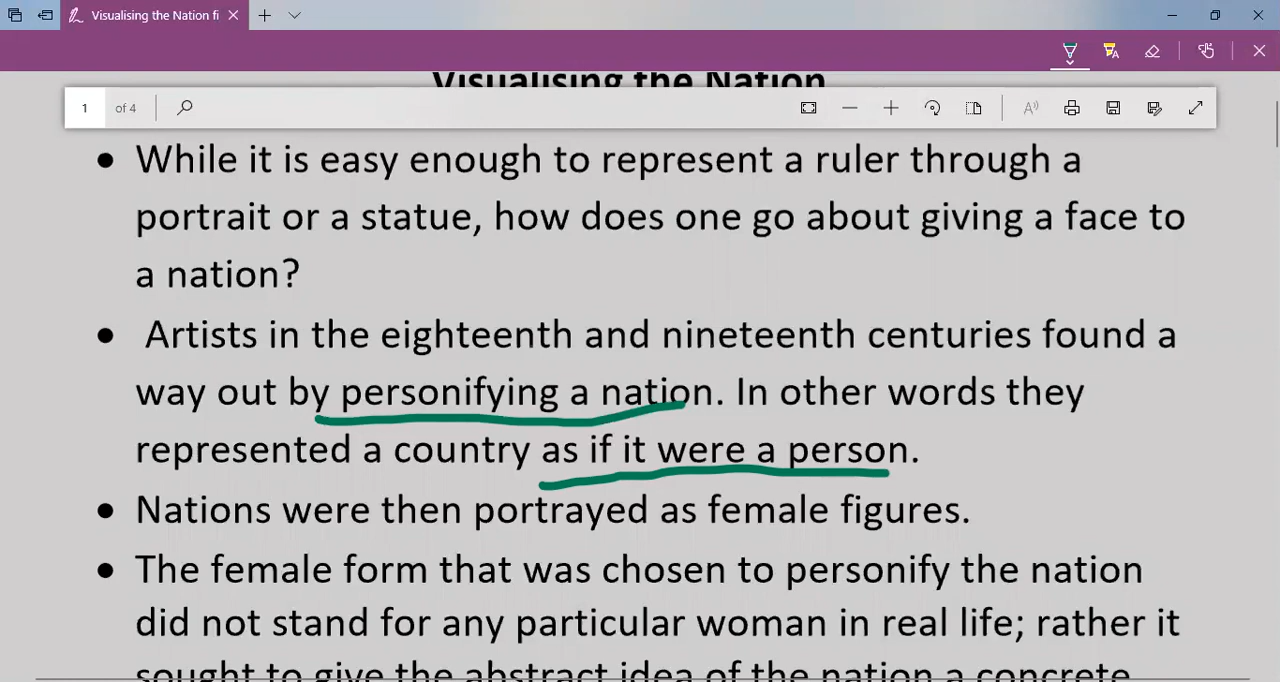 Visualising the Nation fi
Visualising the Nation
1 of 4
• While it is easy enough to represent a ruler through a
portrait or a statue, how does one go about giving a face to
a nation?
• Artists in the eighteenth and nineteenth centuries found a
way out by personifying a nation. In other words they
represented a country as if it were a person.
• Nations were then portrayed as female figures.
• The female form that was chosen to personify the nation
did not stand for any particular woman in real life; rather it
sought to give the abstract idea of the nation a concrete